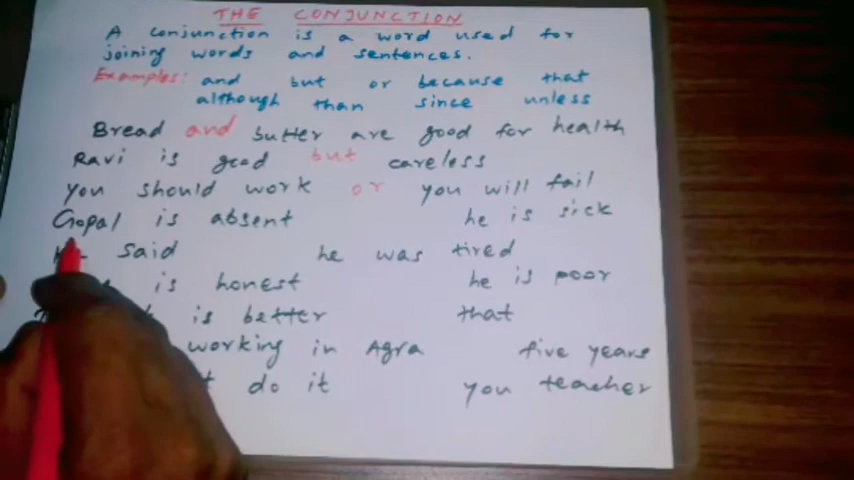 THE CONJUNCTION
A conjunction is a word used for
joining words and sentences.
Examples: and but or because that
although than since unless
Bread and butter are good for health
Ravi is good but careless
you should work or you will fail
Gopal is absent he is sick
said he was tired
is honest he is poor
is better that
working in Agra five years
do it you teacher